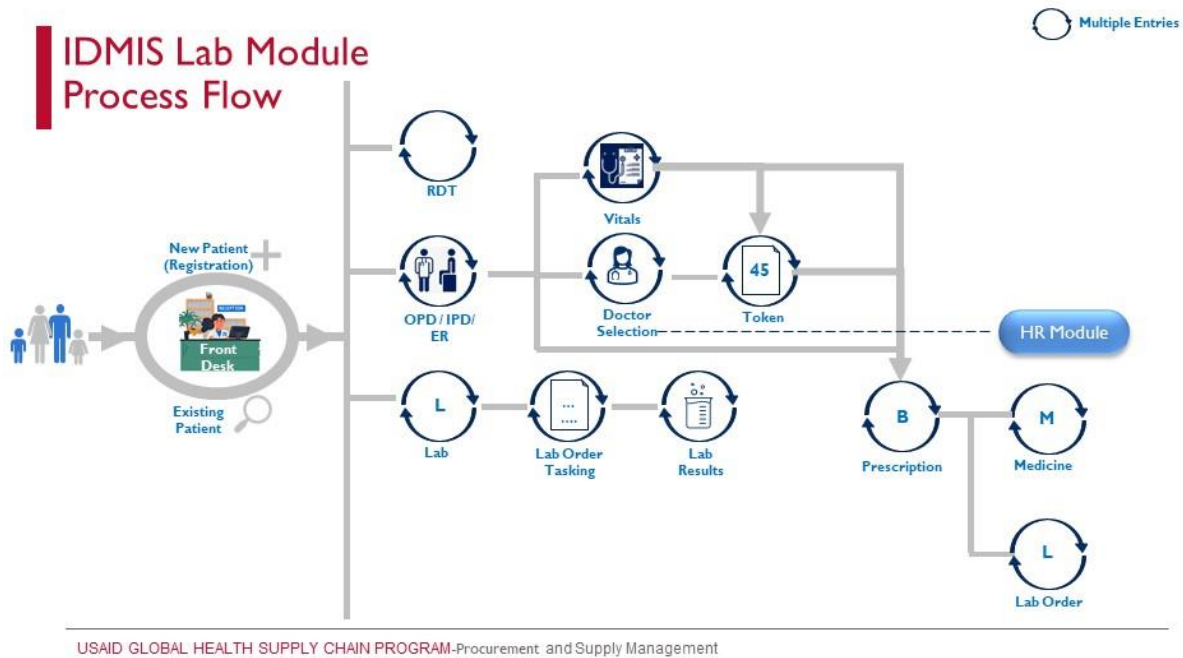 Multiple Entries
IDMIS Lab Module
Process Flow
RDT
Vitals
New Patient
(Registration)
RECEPTION
Front
Desk
Existing
Patient
OPD / IPD/
ER
Doctor
Selection
45
Token
HR Module
L
Lab
...
....
Lab Order
Tasking
Lab
Results
B
Prescription
M
Medicine
L
Lab Order
USAID GLOBAL HEALTH SUPPLY CHAIN PROGRAM-Procurement and Supply Management